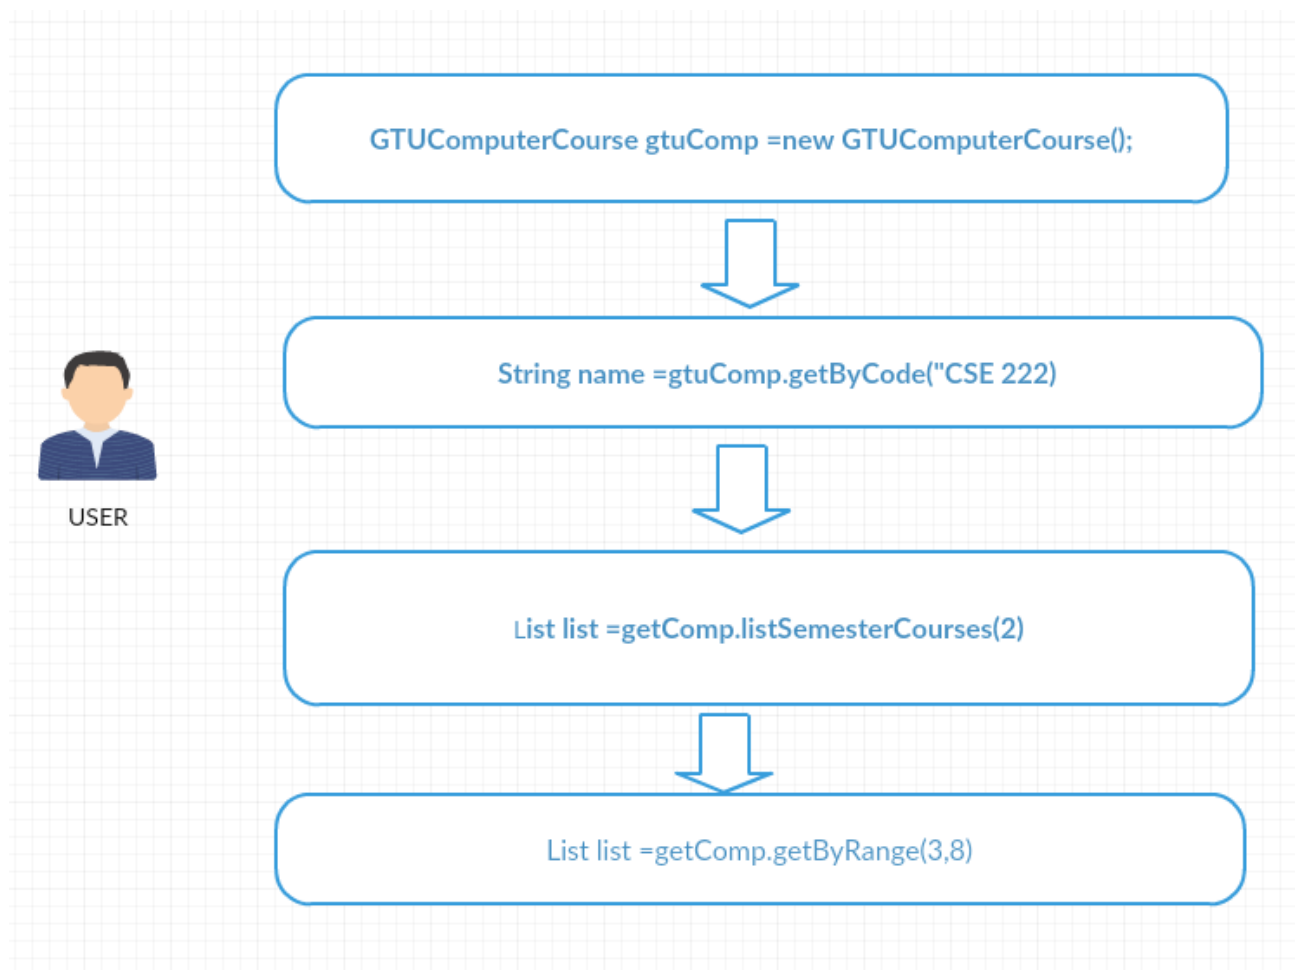 GTUComputerCourse gtuComp =new GTUComputerCourse();
String name =gtuComp.getByCode("CSE 222)
USER
List list =getComp.listSemesterCourses(2)
List list =getComp.getByRange(3,8)